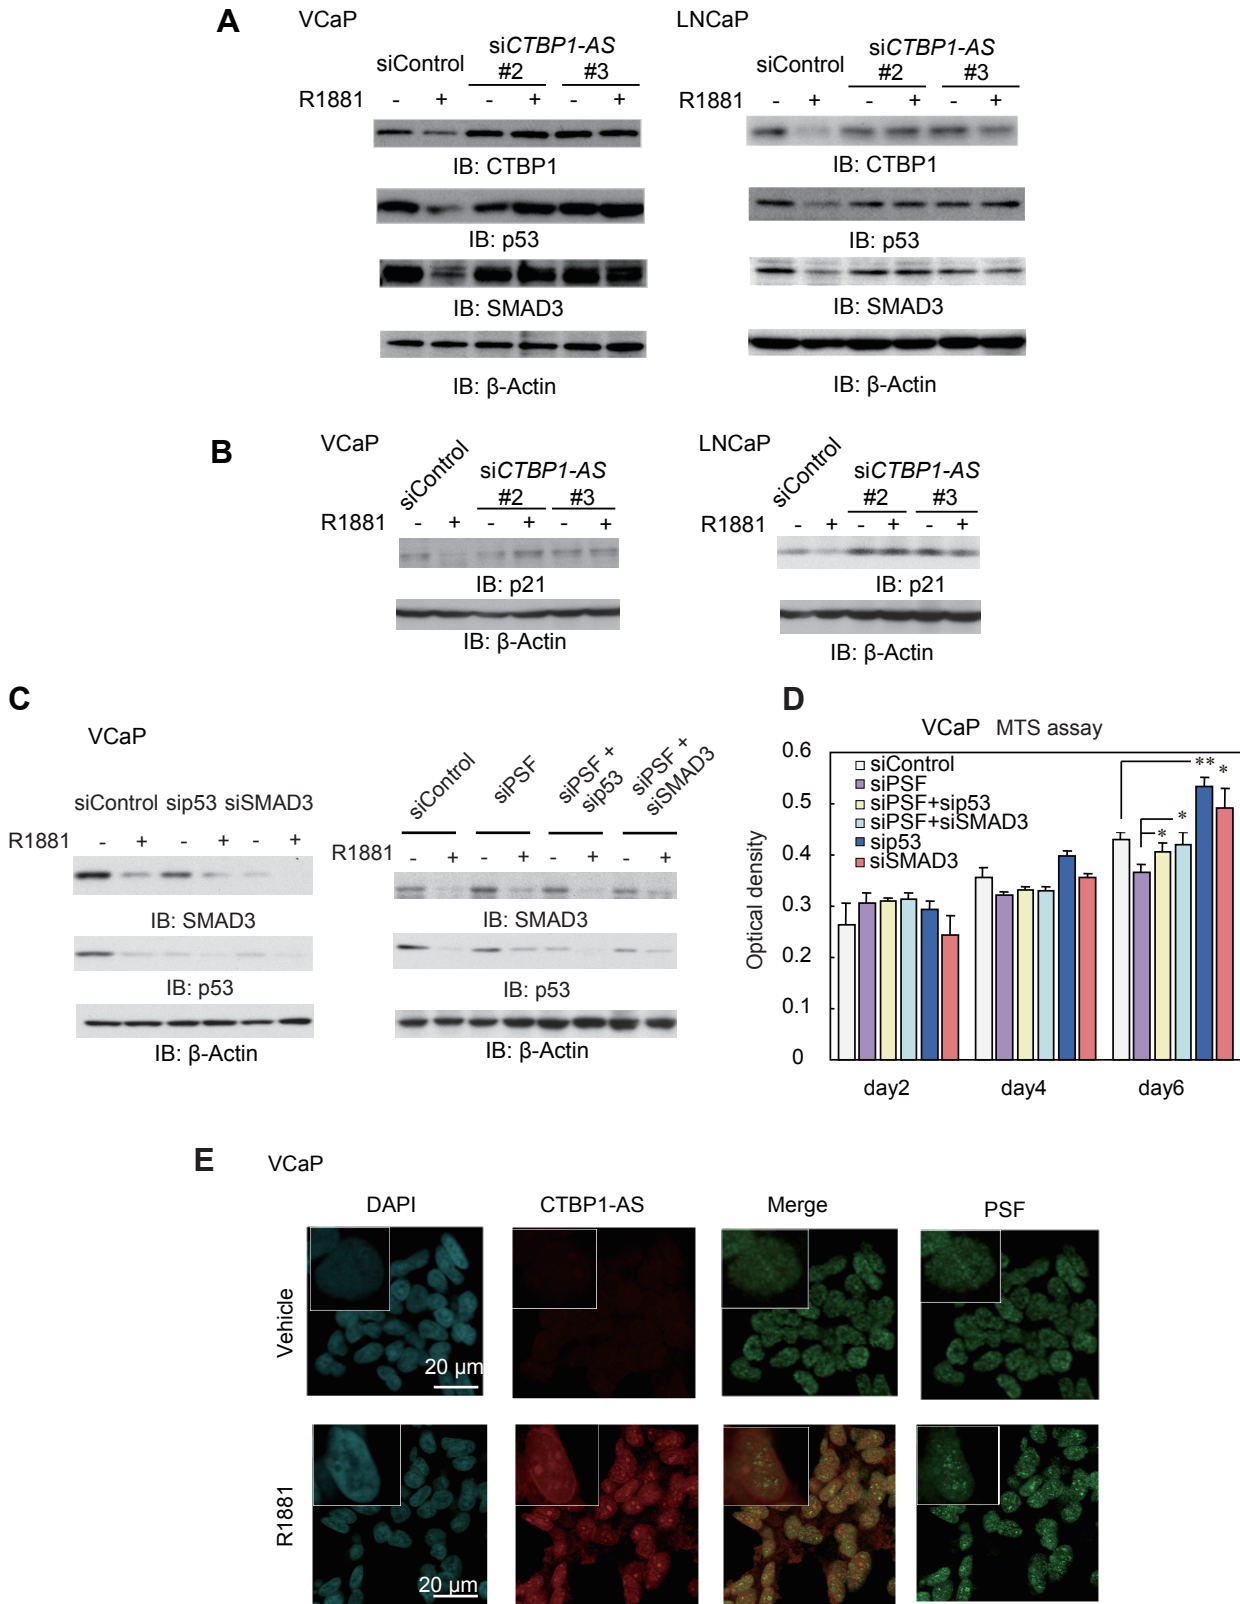 A
VCaP
siControl
siCTBP1-AS
#2 #3
R1881 - + - + - +
IB: CTBP1
IB: p53
IB: SMAD3
IB: β-Actin
LNCaP
siControl
siCTBP1-AS
#2 #3
R1881 - + - + - +
IB: CTBP1
IB: p53
IB: SMAD3
IB: β-Actin
B
VCaP
siControl
siCTBP1-AS
#2 #3
R1881 - + - + - +
IB: p21
IB: β-Actin
LNCaP
siControl
siCTBP1-AS
#2 #3
R1881 - + - + - +
IB: p21
IB: β-Actin
C
VCaP
siControl sip53 siSMAD3
R1881 - + - + - +
IB: SMAD3
IB: p53
IB: β-Actin
siControl
siPSF
siPSF +
sip53
siPSF +
siSMAD3
R1881 - + - + - + - +
IB: SMAD3
IB: p53
IB: β-Actin
D
VCaP MTS assay
Optical density
0.6
0.5
0.4
0.3
0.2
0.1
0
siControl
siPSF
siPSF+sip53
siPSF+siSMAD3
sip53
siSMAD3
**
*
*
*
day2 day4 day6
E
VCaP
DAPI CTBP1-AS Merge PSF
Vehicle
20 μm
R1881
20 μm